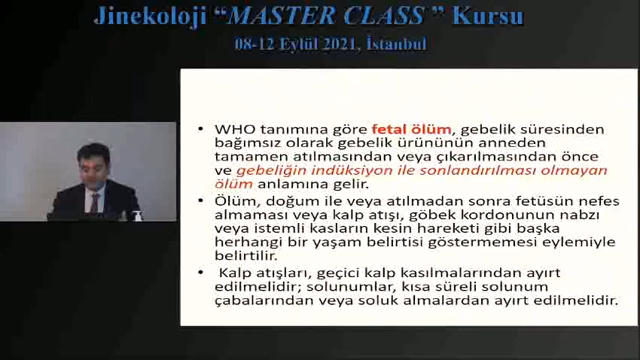 Jinekoloji “MASTER CLASS ” Kursu
08-12 Eylül 2021, İstanbul
• WHO tanımına göre fetal ölüm, gebelik süresinden
bağımsız olarak gebelik ürününün anneden
tamamen atılmasından veya çıkarılmasından önce
ve gebeliğin indüksiyon ile sonlandırılması olmayan
ölüm anlamına gelir.
• Ölüm, doğum ile veya atılmadan sonra fetüsün nefes
almaması veya kalp atışı, göbek kordonunun nabzı
veya istemli kasların kesin hareketi gibi başka
herhangi bir yaşam belirtisi göstermemesi eylemiyle
belirtilir.
• Kalp atışları, geçici kalp kasılmalarından ayırt
edilmelidir; solunumlar, kısa süreli solunum
çabalarından veya soluk almalardan ayırt edilmelidir.